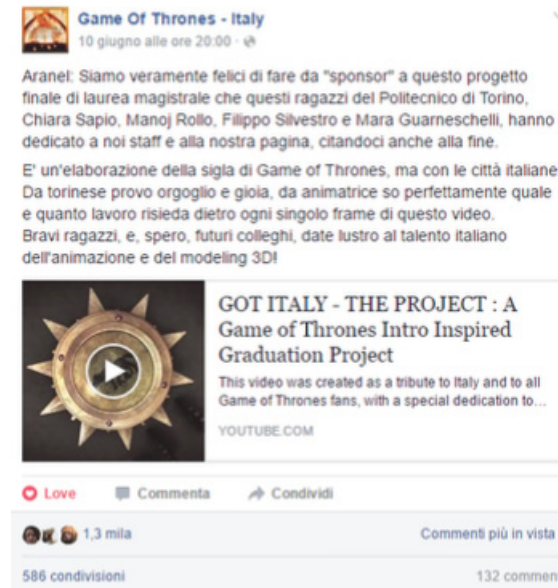 Game Of Thrones - Italy
10 giugno alle ore 20:00 ·
Aranel: Siamo veramente felici di fare da "sponsor" a questo progetto
finale di laurea magistrale che questi ragazzi del Politecnico di Torino,
Chiara Sapio, Manoj Rollo, Filippo Silvestro e Mara Guarneschelli, hanno
dedicato a noi staff e alla nostra pagina, citandoci anche alla fine.
E' un'elaborazione della sigla di Game of Thrones, ma con le città italiane
Da torinese provo orgoglio e gioia, da animatrice so perfettamente quale
e quanto lavoro risieda dietro ogni singolo frame di questo video.
Bravi ragazzi, e, spero, futuri colleghi, date lustro al talento italiano
dell'animazione e del modeling 3D!
GOT ITALY - THE PROJECT : A
Game of Thrones Intro Inspired
Graduation Project
This video was created as a tribute to Italy and to all
Game of Thrones fans, with a special dedication to...
YOUTUBE.COM
Love Commenta Condividi
1,3 mila Commenti più in vista
586 condivisioni 132 commen